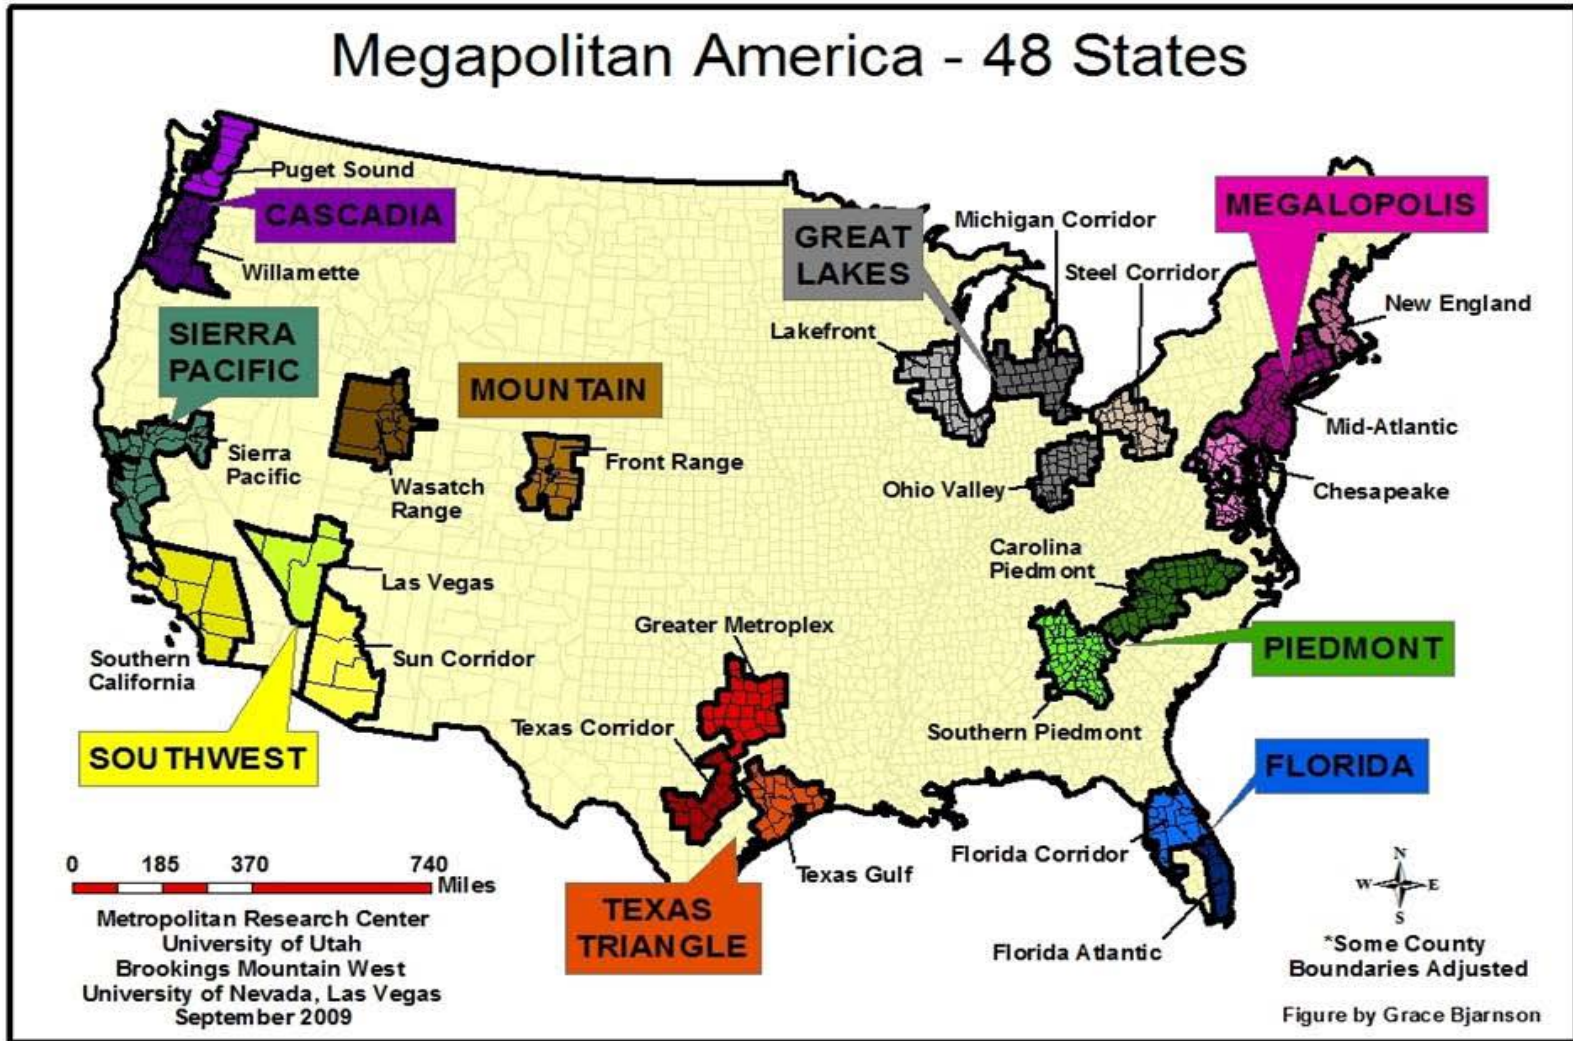 Megapolitan America - 48 States
Puget Sound
CASCADIA
Willamette
SIERRA
PACIFIC
Sierra
Pacific
MOUNTAIN
Wasatch
Range
Front Range
GREAT
LAKES
Michigan Corridor
Steel Corridor
Lakefront
Ohio Valley
MEGALOPOLIS
New England
Mid-Atlantic
Chesapeake
Carolina
Piedmont
PIEDMONT
Southern Piedmont
Las Vegas
Sun Corridor
Southern
California
SOUTHWEST
Greater Metroplex
Texas Corridor
Texas Gulf
TEXAS
TRIANGLE
FLORIDA
Florida Corridor
Florida Atlantic
0 185 370 740
Miles
Metropolitan Research Center
University of Utah
Brookings Mountain West
University of Nevada, Las Vegas
September 2009
N
W E
S
*Some County
Boundaries Adjusted
Figure by Grace Bjarnson